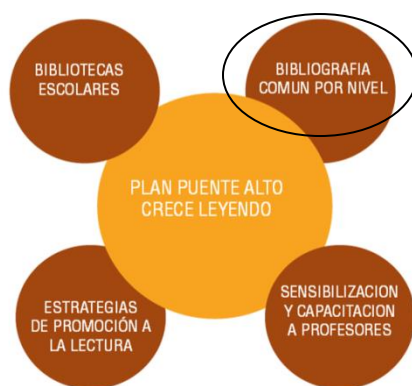 BIBLIOTECAS
ESCOLARES
BIBLIOGRAFIA
COMUN POR NIVEL
PLAN PUENTE ALTO
CRECE LEYENDO
ESTRATEGIAS
DE PROMOCIÓN A
LA LECTURA
SENSIBILIZACION
Y CAPACITACION
A PROFESORES